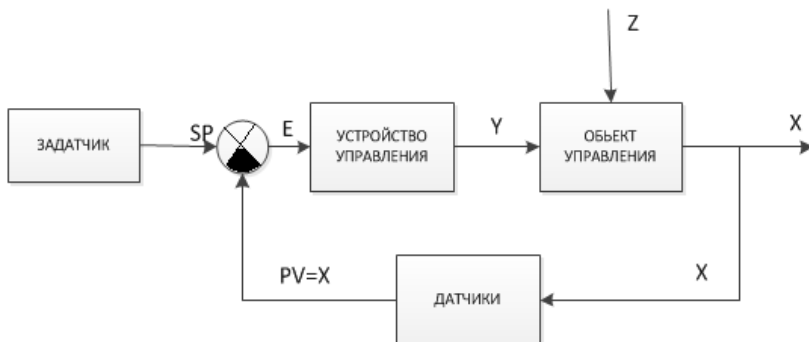 Z
ЗАДАТЧИК
SP
E
УСТРОЙСТВО
УПРАВЛЕНИЯ
Y
ОБЬЕКТ
УПРАВЛЕНИЯ
X
PV=X
ДАТЧИКИ
X